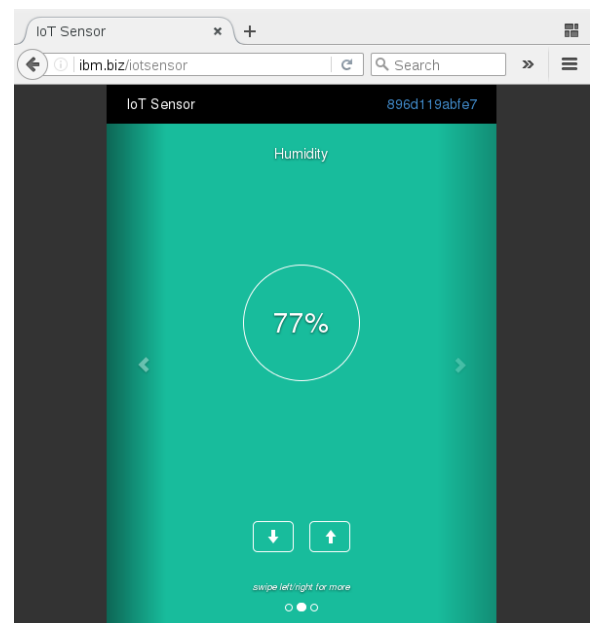 IoT Sensor
ibm.biz/iotsensor
Search
IoT Sensor 896d119abfe7
Humidity
77%
swipe left/right for more